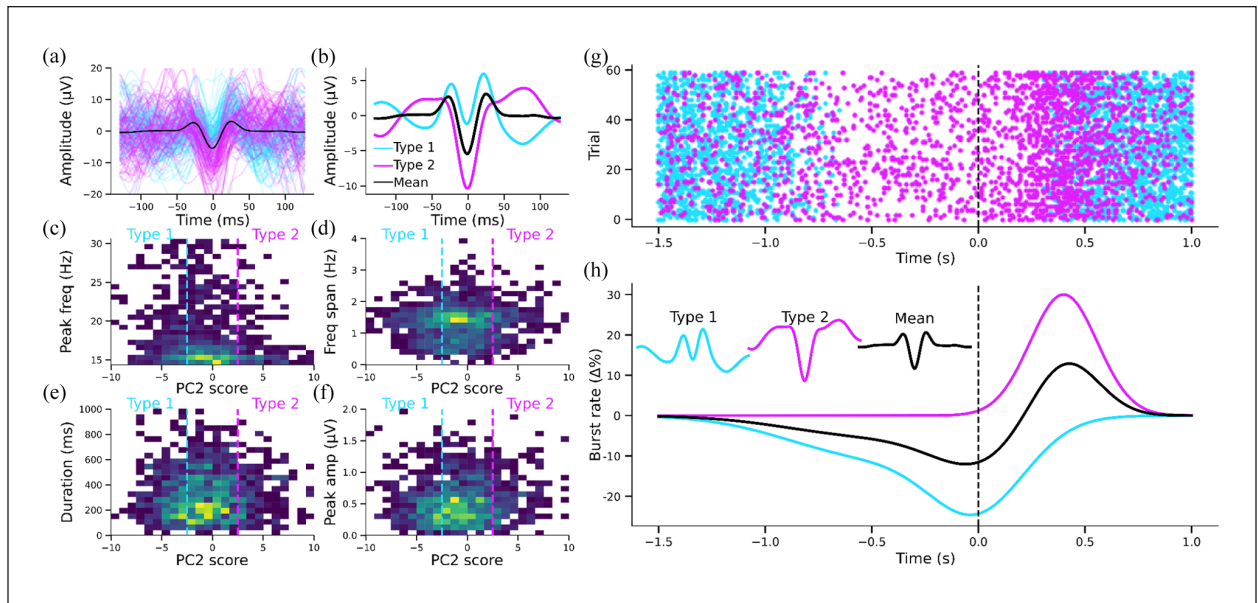 (a)
Amplitude (μV)
20
10
0
−10
−20
−100
−50
0
50
100
Time (ms)
(b)
Amplitude (μV)
5
0
−5
−10
Type 1
Type 2
Mean
−100
−50
0
50
100
Time (ms)
(c)
Type 1
Type 2
Peak freq (Hz)
30
25
20
15
−10
−5
0
5
10
PC2 score
(d)
Type 1
Type 2
Freq span (Hz)
4
3
2
1
0
−10
−5
0
5
10
PC2 score
(e)
Type 1
Type 2
Duration (ms)
1000
800
600
400
200
0
−10
−5
0
5
10
PC2 score
(f)
Type 1
Type 2
Peak amp (μV)
2.0
1.5
1.0
0.5
0.0
−10
−5
0
5
10
PC2 score
(g)
Trial
60
40
20
0
−1.5
−1.0
−0.5
0.0
0.5
1.0
Time (s)
(h)
Burst rate (Δ%)
30
20
10
0
−10
−20
Type 1
Type 2
Mean
−1.5
−1.0
−0.5
0.0
0.5
1.0
Time (s)